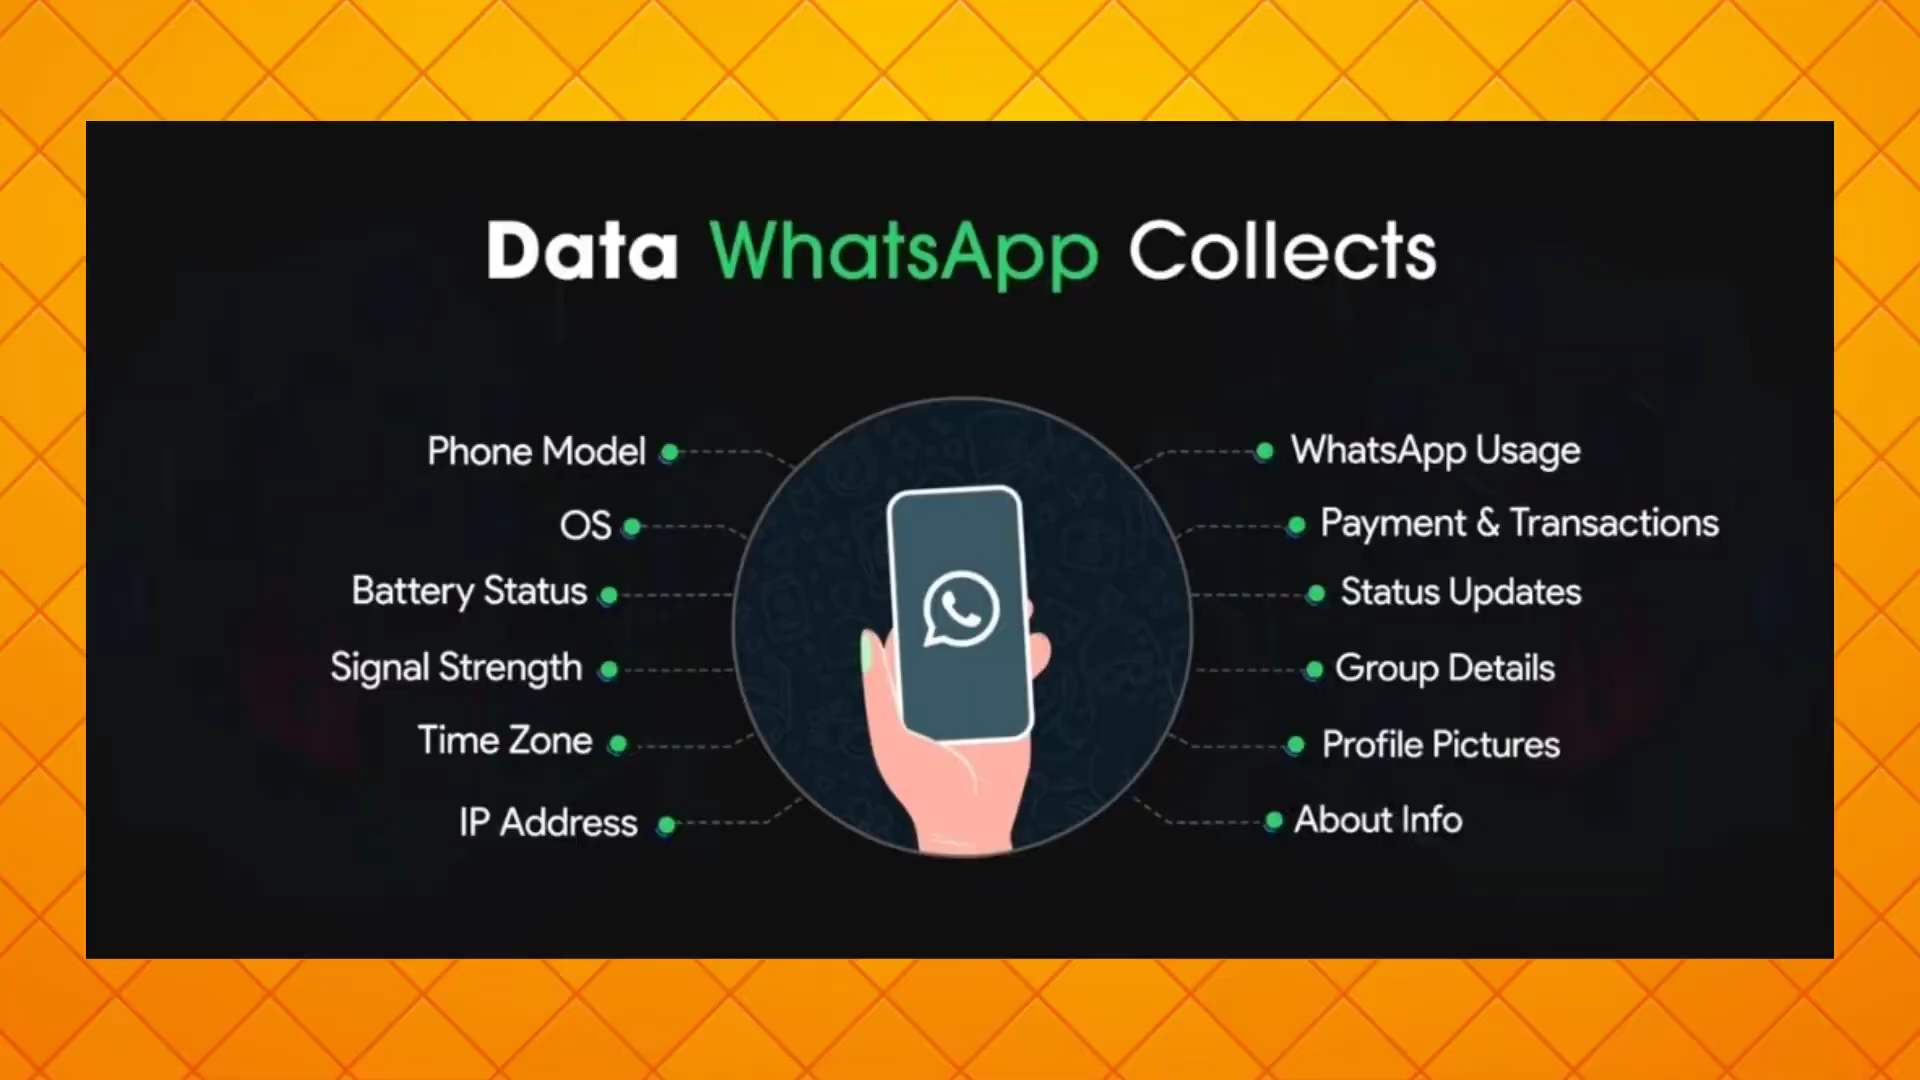 Data WhatsApp Collects
Phone Model
OS
Battery Status
Signal Strength
Time Zone
IP Address
WhatsApp Usage
Payment & Transactions
Status Updates
Group Details
Profile Pictures
About Info